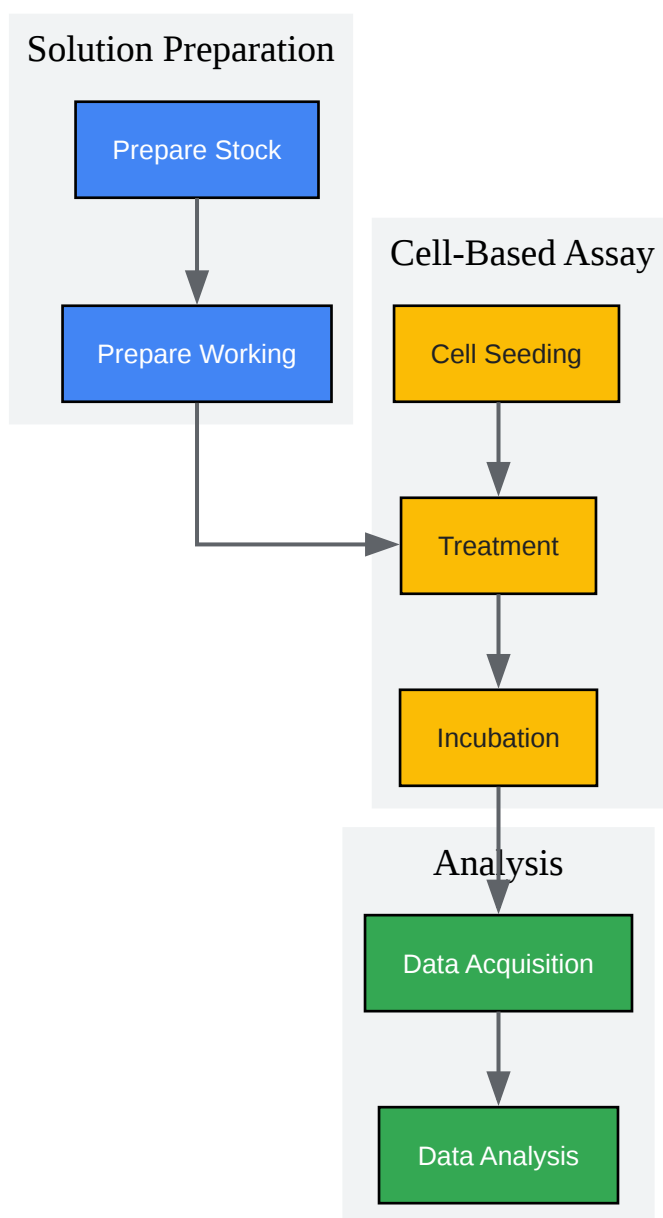 Solution Preparation
Prepare Stock
Prepare Working
Cell-Based Assay
Cell Seeding
Treatment
Incubation
Analysis
Data Acquisition
Data Analysis